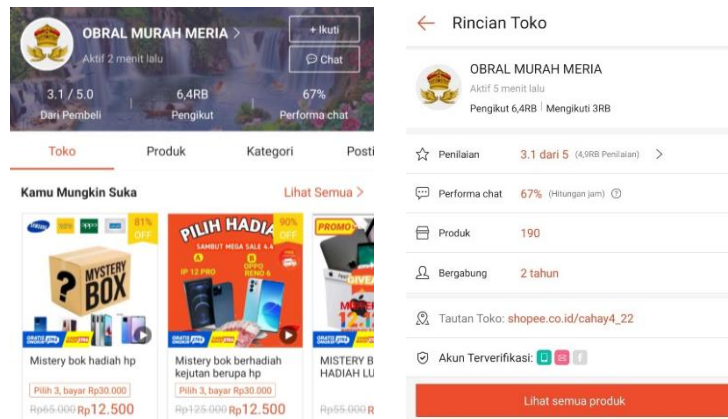 OBRAL MURAH MERIA >
Aktif 2 menit lalu
+ Ikuti
Chat
3.1 / 5.0
Dari Pembeli
6,4RB
Pengikut
67%
Performa chat
Toko
Produk
Kategori
Posti
Kamu Mungkin Suka
Lihat Semua >
SAMSUNG
oppo
81%
OFF
MYSTERY
BOX
?
Mistery bok hadiah hp
Pilih 3, bayar Rp30.000
Rp65.000 Rp12.500
PILIH HADIA
90%
OFF
SAMBUT MEGA SALE 4.4
A
IP 12 PRO
B
OPPO
RENO 6
Mistery bok berhadiah
kejutan berupa hp
Pilih 3, bayar Rp30.000
Rp125.000 Rp12.500
PROMO
MISTERY B
HADIAH LU
Rp55.000 R
← Rincian Toko
OBRAL MURAH MERIA
Aktif 5 menit lalu
Pengikut 6,4RB | Mengikuti 3RB
Penilaian 3.1 dari 5 (4,9RB Penilaian) >
Performa chat 67% (Hitungan jam) ?
Produk 190
Bergabung 2 tahun
Tautan Toko: shopee.co.id/cahay4_22
Akun Terverifikasi:
Lihat semua produk